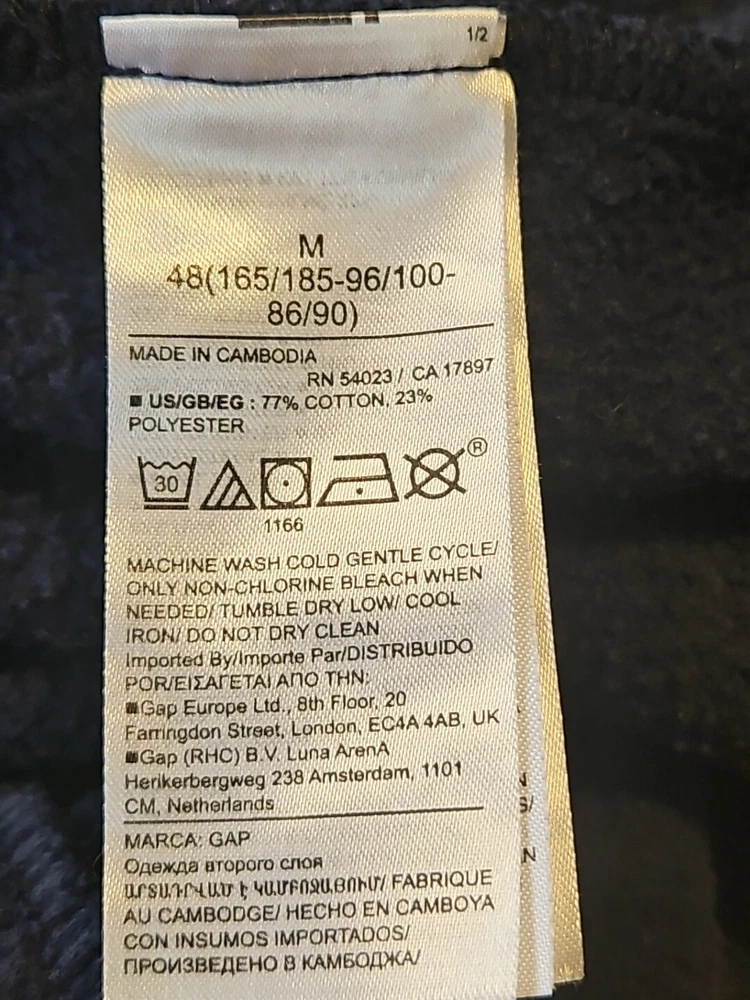 1/2
M
48(165/185-96/100-
86/90)
MADE IN CAMBODIA
RN 54023 / CA 17897
■ US/GB/EG : 77% COTTON, 23%
POLYESTER
30
®
1166
MACHINE WASH COLD GENTLE CYCLE/
ONLY NON-CHLORINE BLEACH WHEN
NEEDED/ TUMBLE DRY LOW/ COOL
IRON/ DO NOT DRY CLEAN
Imported By/Importe Par/DISTRIBUIDO
POR/ΕΙΣΑΓΕΤΑΙ ΑΠΟ ΤΗΝ:
■Gap Europe Ltd., 8th Floor, 20
Farringdon Street, London, EC4A 4AB, UK
■Gap (RHC) B.V. Luna ArenA
Herikerbergweg 238 Amsterdam, 1101
CM, Netherlands
MARCA: GAP
Одежда второго слоя
ԱՐՏԱԴՐՎԱԾ Է ԿԱՄԲՈՋԱՅՈՒՄ/ FABRIQUE
AU CAMBODGE/ HECHO EN CAMBOYA
CON INSUMOS IMPORTADOS/
ПРОИЗВЕДЕНО В КАМБОДЖА/